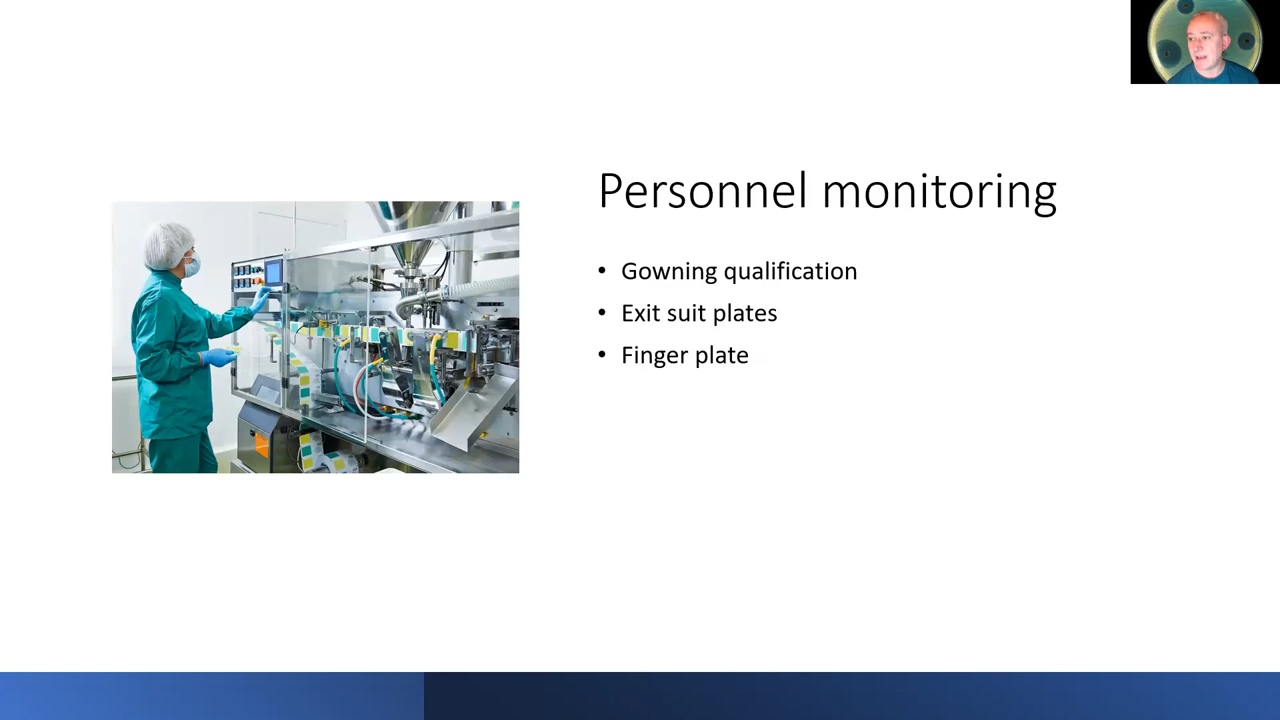 Personnel monitoring
• Gowning qualification
• Exit suit plates
• Finger plate